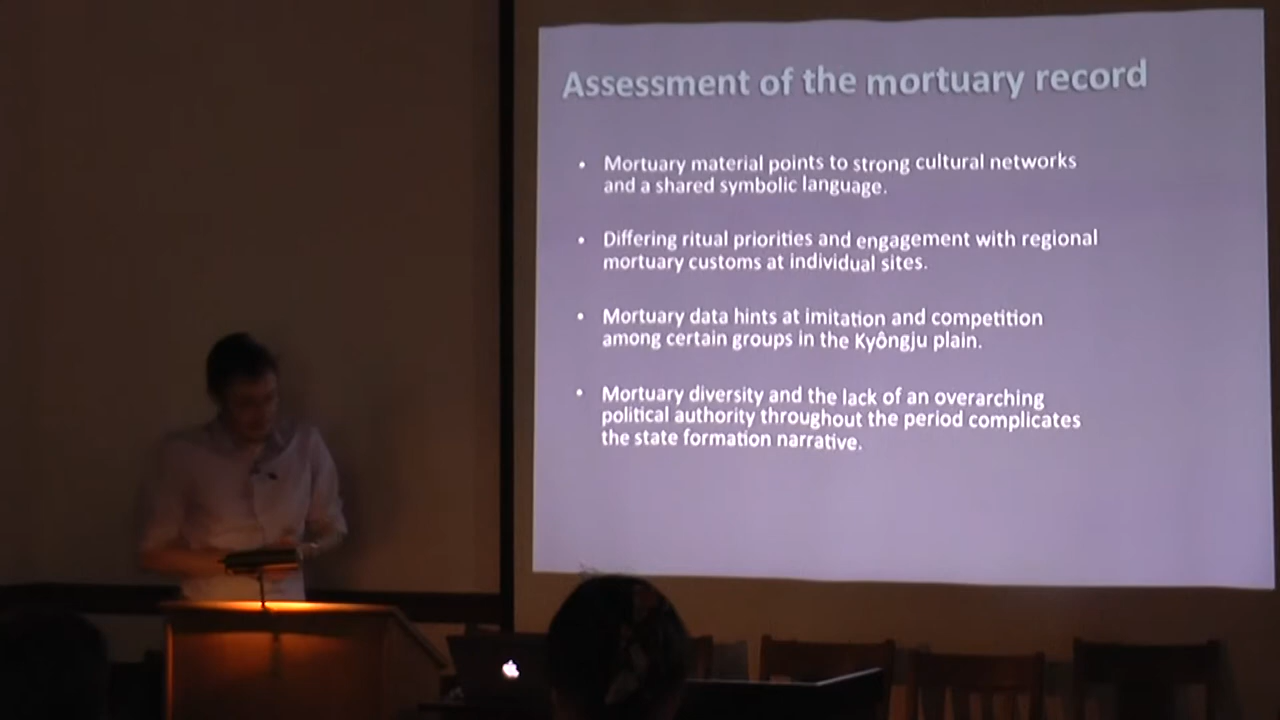 Assessment of the mortuary record
• Mortuary material points to strong cultural networks
and a shared symbolic language.
• Differing ritual priorities and engagement with regional
mortuary customs at individual sites.
• Mortuary data hints at imitation and competition
among certain groups in the Kyôngju plain.
• Mortuary diversity and the lack of an overarching
political authority throughout the period complicates
the state formation narrative.